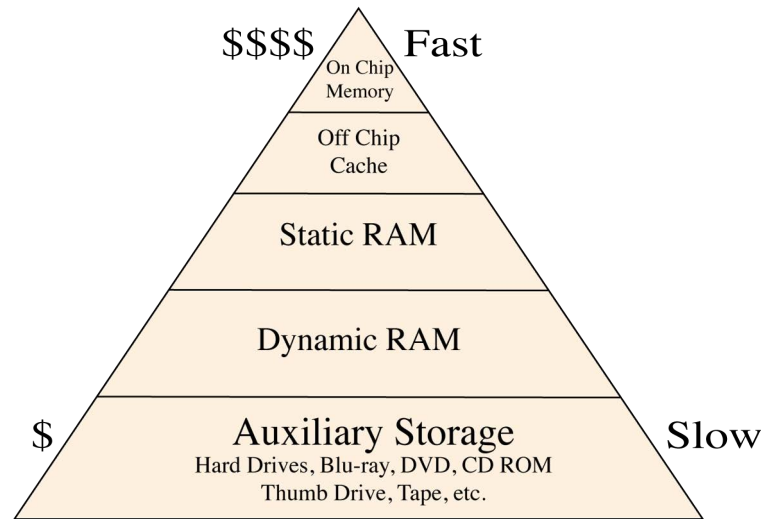 $$$$ Fast
On Chip
Memory
Off Chip
Cache
Static RAM
Dynamic RAM
$ Auxiliary Storage Slow
Hard Drives, Blu-ray, DVD, CD ROM
Thumb Drive, Tape, etc.